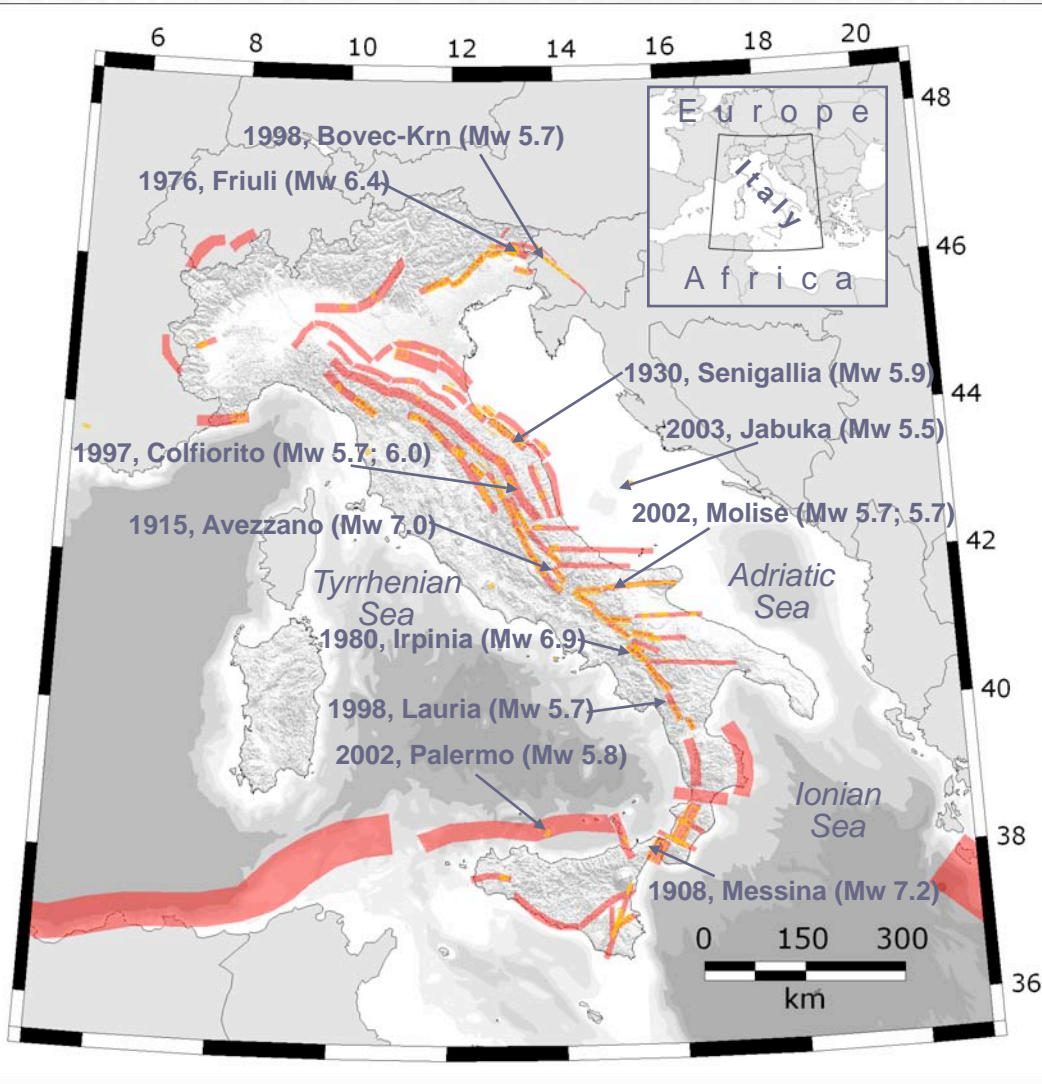 6 8 10 12 14 16 18 20
48
Europe
Italy
Africa
1998, Bovec-Krn (Mw 5.7)
1976, Friuli (Mw 6.4)
46
1930, Senigallia (Mw 5.9)
44
2003, Jabuka (Mw 5.5)
1997, Colfiorito (Mw 5.7; 6.0)
2002, Molise (Mw 5.7; 5.7)
1915, Avezzano (Mw 7.0)
42
Tyrrhenian
Sea
Adriatic
Sea
1980, Irpinia (Mw 6.9)
40
1998, Lauria (Mw 5.7)
2002, Palermo (Mw 5.8)
Ionian
Sea
38
1908, Messina (Mw 7.2)
0 150 300
km
36